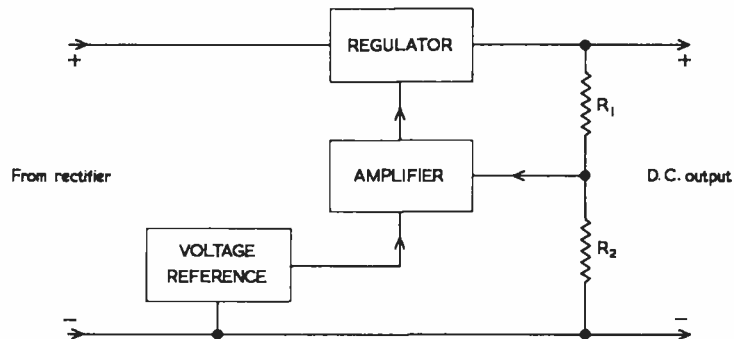 REGULATOR
+
+
R1
From rectifier
AMPLIFIER
D.C. output
VOLTAGE
REFERENCE
R2
−
−